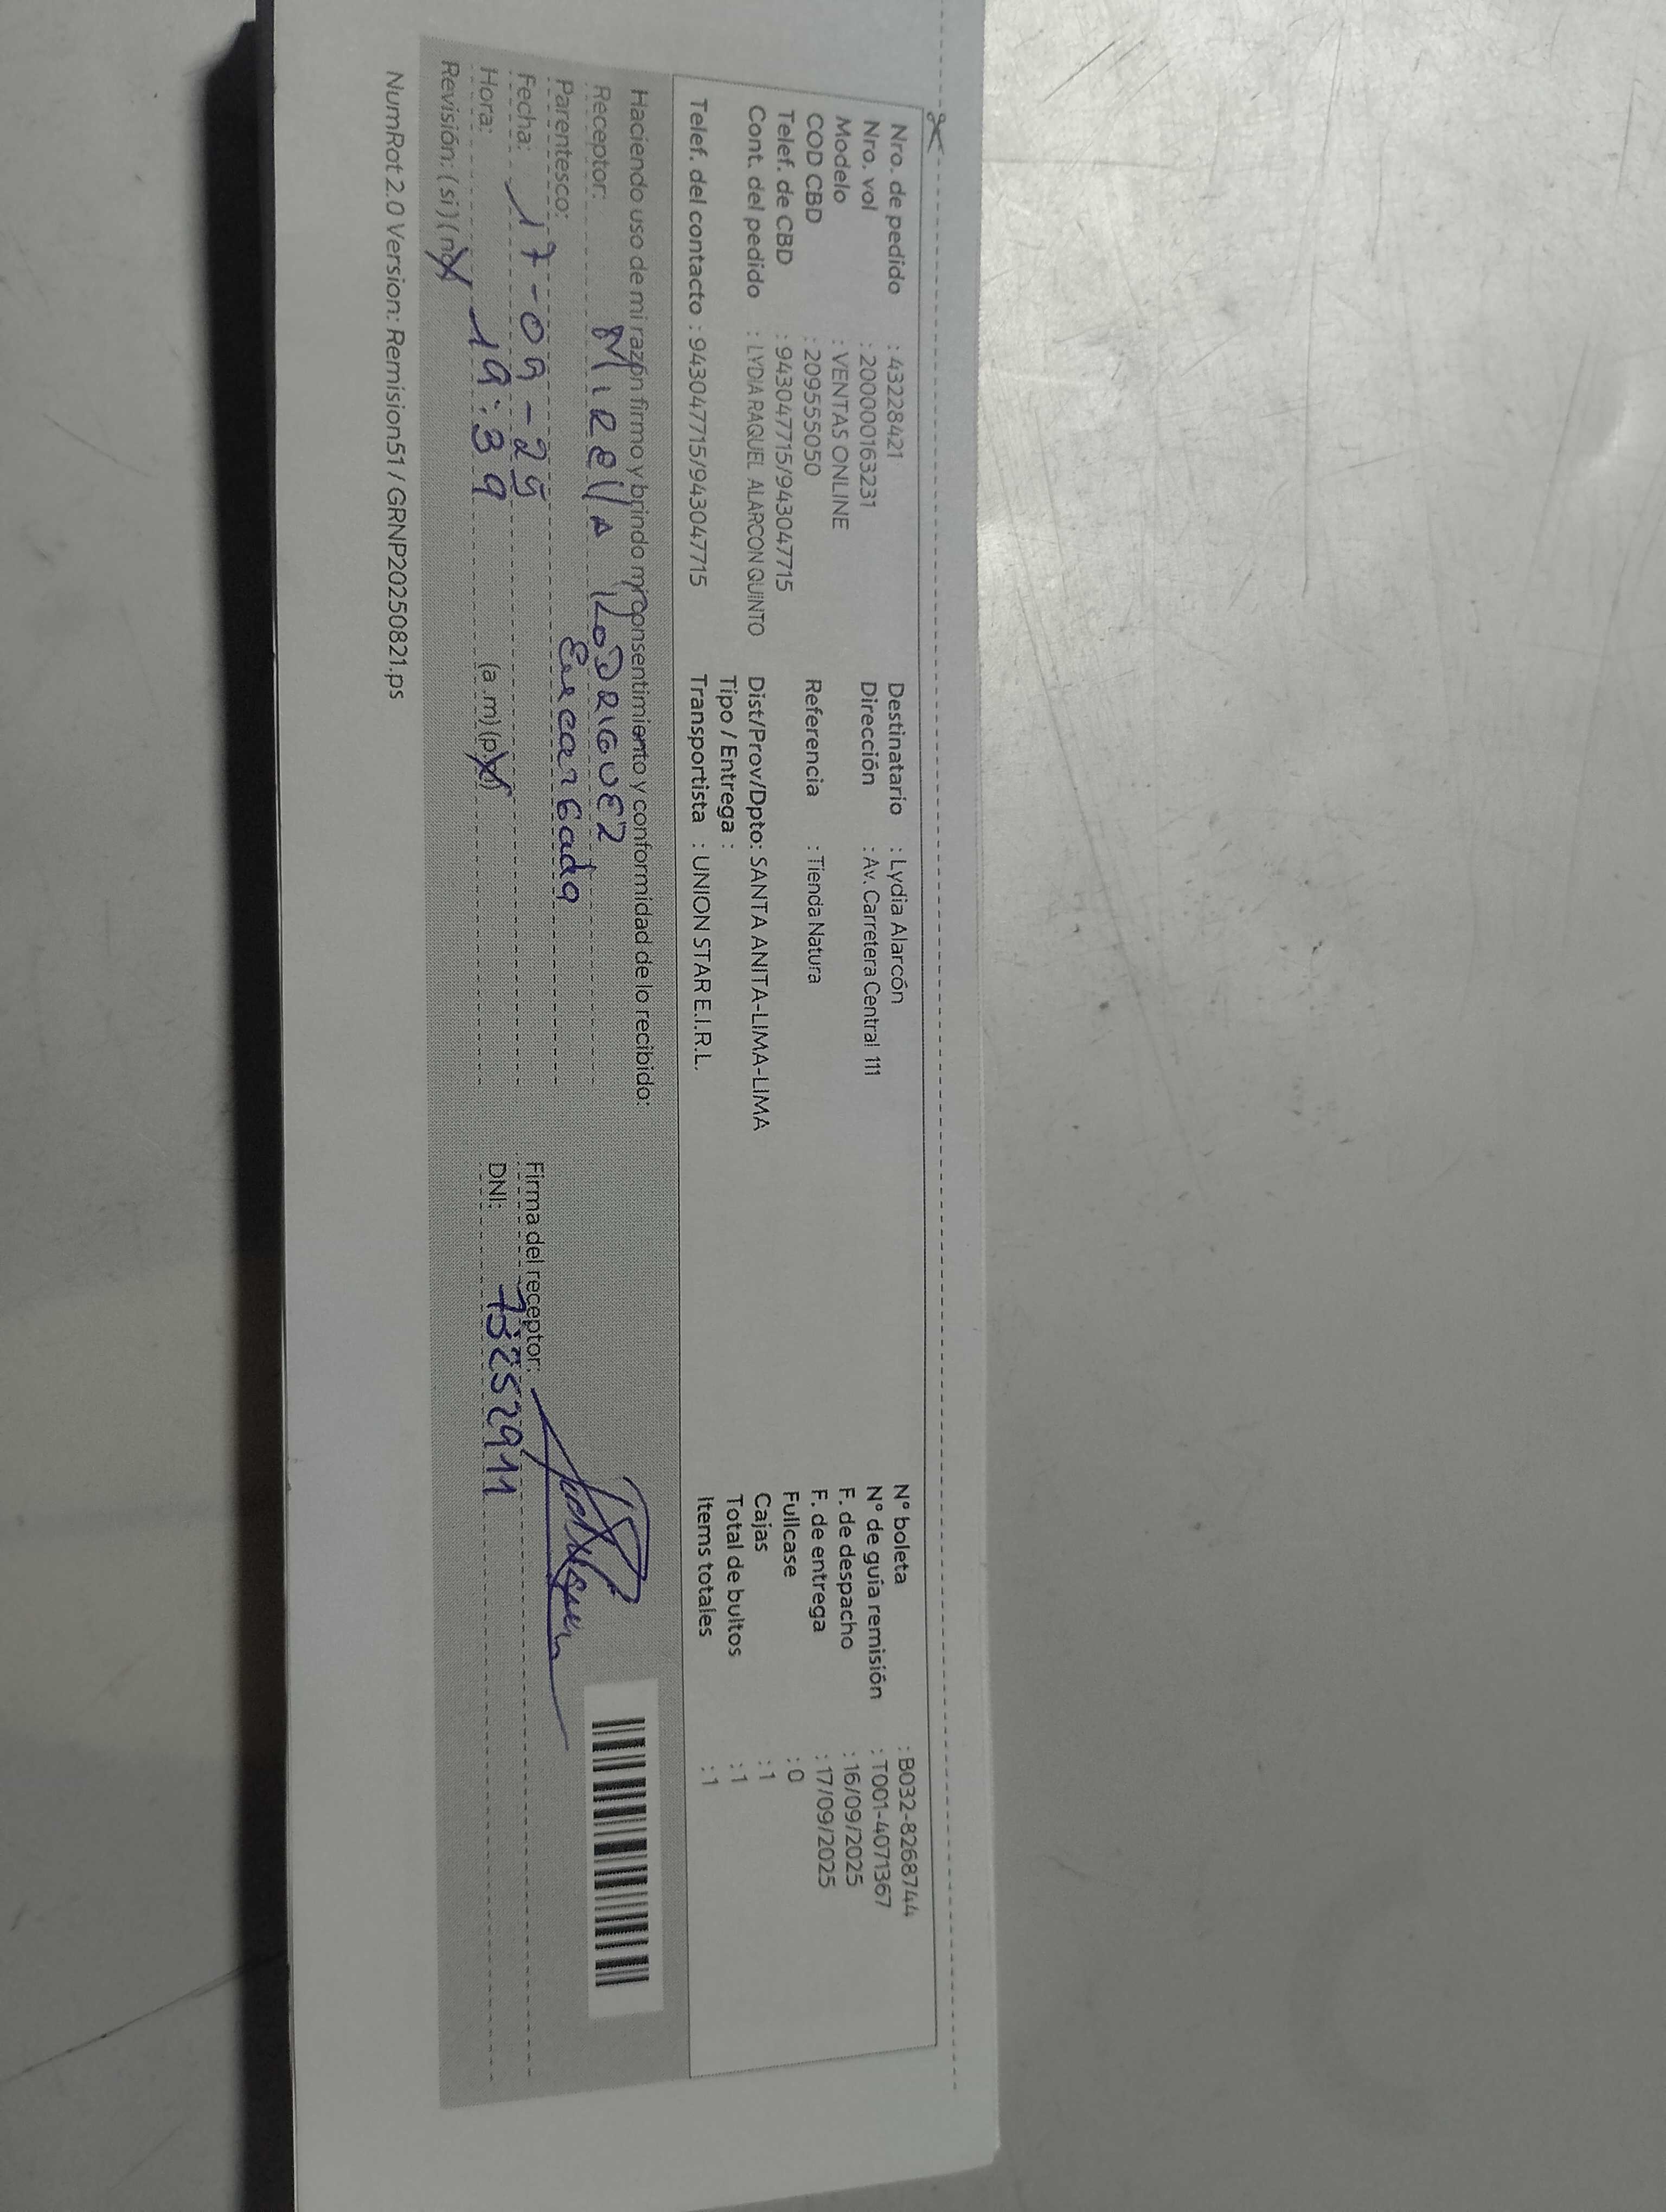 Nro. de pedido : 43228421
Nro. vol : 200000163231
Modelo : VENTAS ONLINE
COD CBD : 209555050
Telef. de CBD : 943047715/943047715
Cont. del pedido : LYDIA RAQUEL ALARCON QUINTO
Telef. del contacto : 943047715/943047715
Destinatario : Lydia Alarcón
Dirección : Av. Carretera Central 111
Referencia : Tienda Natura
Dist/Prov/Dpto: SANTA ANITA-LIMA-LIMA
Tipo / Entrega :
Transportista : UNION STAR E.I.R.L.
N° boleta : B032-8268744
N° de guía remisión : T001-4071367
F. de despacho : 16/09/2025
F. de entrega : 17/09/2025
Fullcase : 0
Cajas : 1
Total de bultos : 1
Items totales : 1
Haciendo uso de mi razón firmo y brindo mi consentimiento y conformidad de lo recibido:
Receptor: Mirella RODRIGUEZ
Parentesco: Encargada
Fecha: 17-09-25
Hora: 19:39 (a.m) (p.m)
Revisión: (si) (no)
Firma del receptor:
DNI: 73252911
NumRot 2.0 Version: Remision51 / GRNP20250821.ps